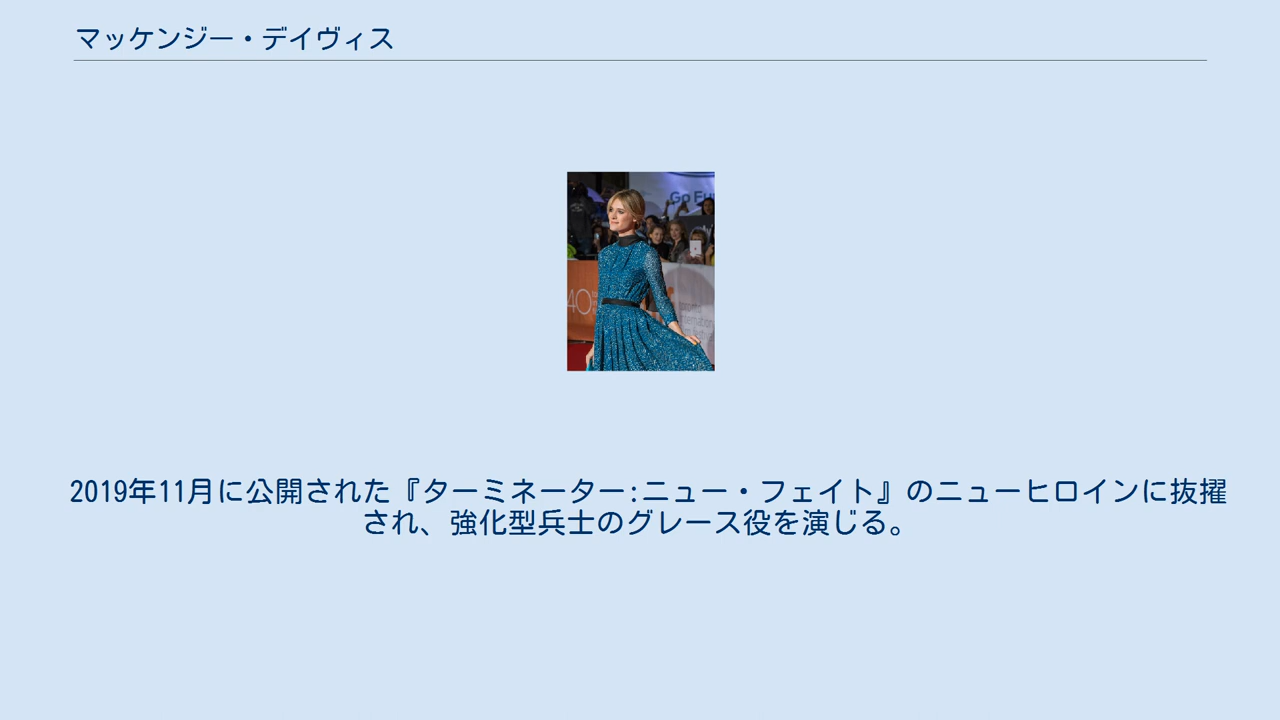 マッケンジー・デイヴィス
Go Fu
40
2019年11月に公開された『ターミネーター:ニュー・フェイト』のニューヒロインに抜擢
され、強化型兵士のグレース役を演じる。